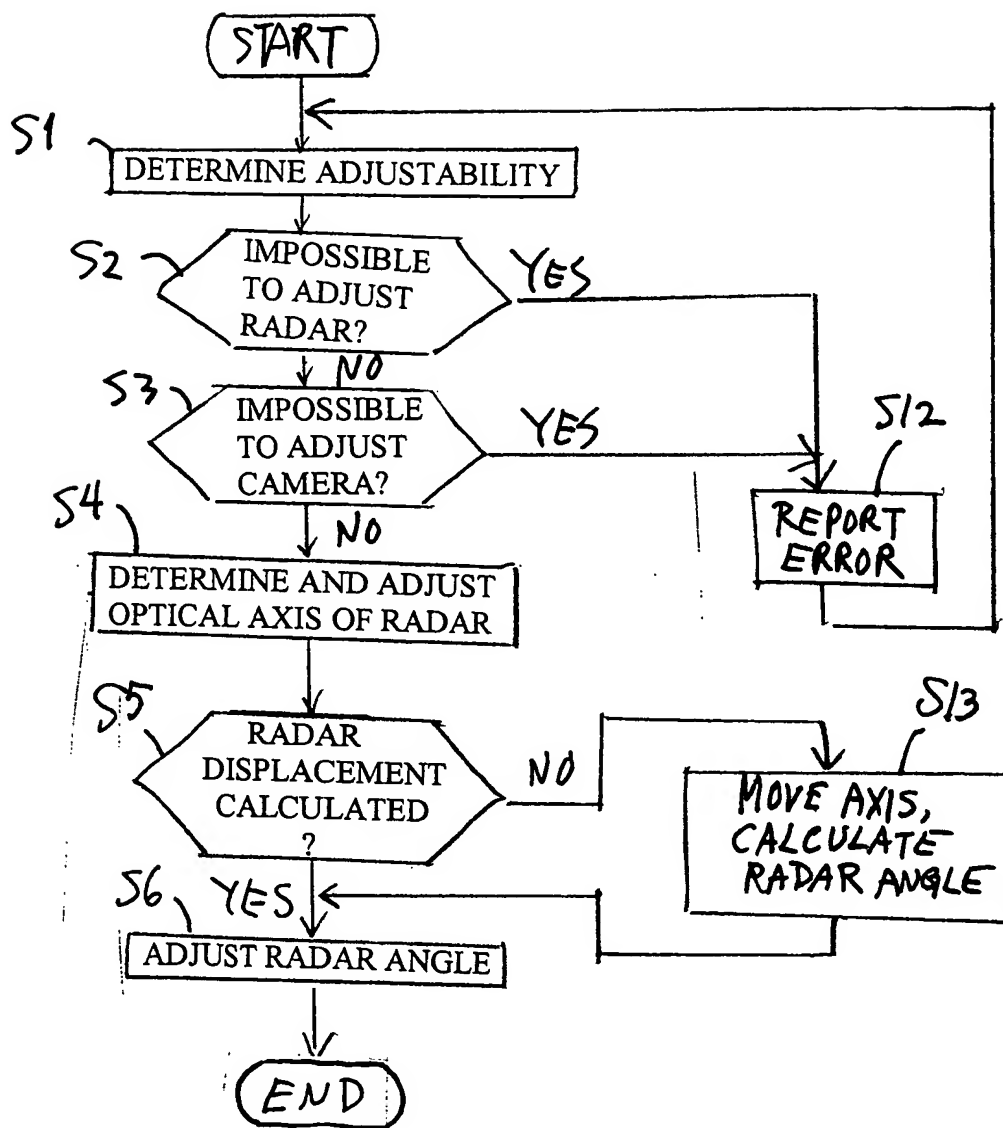 START
S1
DETERMINE ADJUSTABILITY
S2
IMPOSSIBLE
TO ADJUST
RADAR?
YES
NO
S3
IMPOSSIBLE
TO ADJUST
CAMERA?
YES
NO
S12
REPORT
ERROR
S4
DETERMINE AND ADJUST
OPTICAL AXIS OF RADAR
S5
RADAR
DISPLACEMENT
CALCULATED
?
NO
YES
S13
MOVE AXIS,
CALCULATE
RADAR ANGLE
S6
ADJUST RADAR ANGLE
END